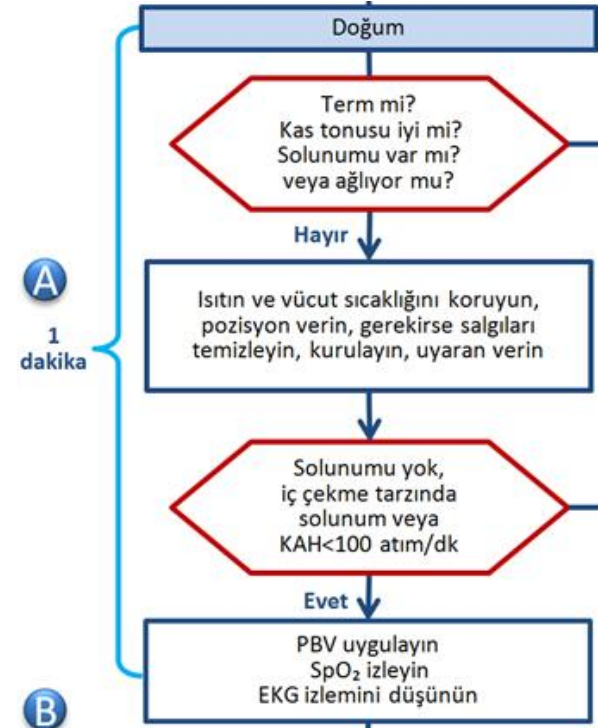 Doğum
Term mi?
Kas tonusu iyi mi?
Solunumu var mı?
veya ağlıyor mu?
Hayır
A
1
dakika
Isıtın ve vücut sıcaklığını koruyun,
pozisyon verin, gerekirse salgıları
temizleyin, kurulayın, uyaran verin
Solunumu yok,
iç çekme tarzında
solunum veya
KAH<100 atım/dk
Evet
PBV uygulayın
SpO₂ izleyin
EKG izlemini düşünün
B